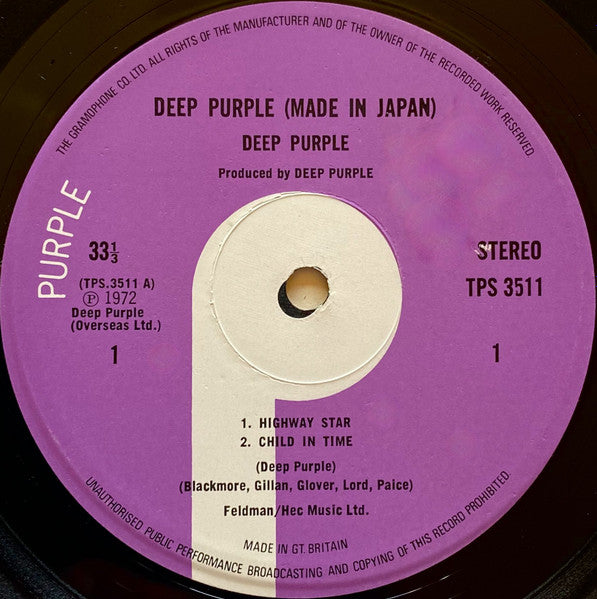 THE GRAMOPHONE CO. LTD. ALL RIGHTS OF THE MANUFACTURER AND OF THE OWNER OF THE RECORDED WORK RESERVED.
DEEP PURPLE (MADE IN JAPAN)
DEEP PURPLE
Produced by DEEP PURPLE
PURPLE
33⅓
STEREO
(TPS.3511 A)
TPS 3511
Ⓟ 1972
Deep Purple
(Overseas Ltd.)
1
1
1. HIGHWAY STAR
2. CHILD IN TIME
(Deep Purple)
(Blackmore, Gillan, Glover, Lord, Paice)
Feldman/Hec Music Ltd.
MADE IN GT. BRITAIN
UNAUTHORISED PUBLIC PERFORMANCE BROADCASTING AND COPYING OF THIS RECORD PROHIBITED.